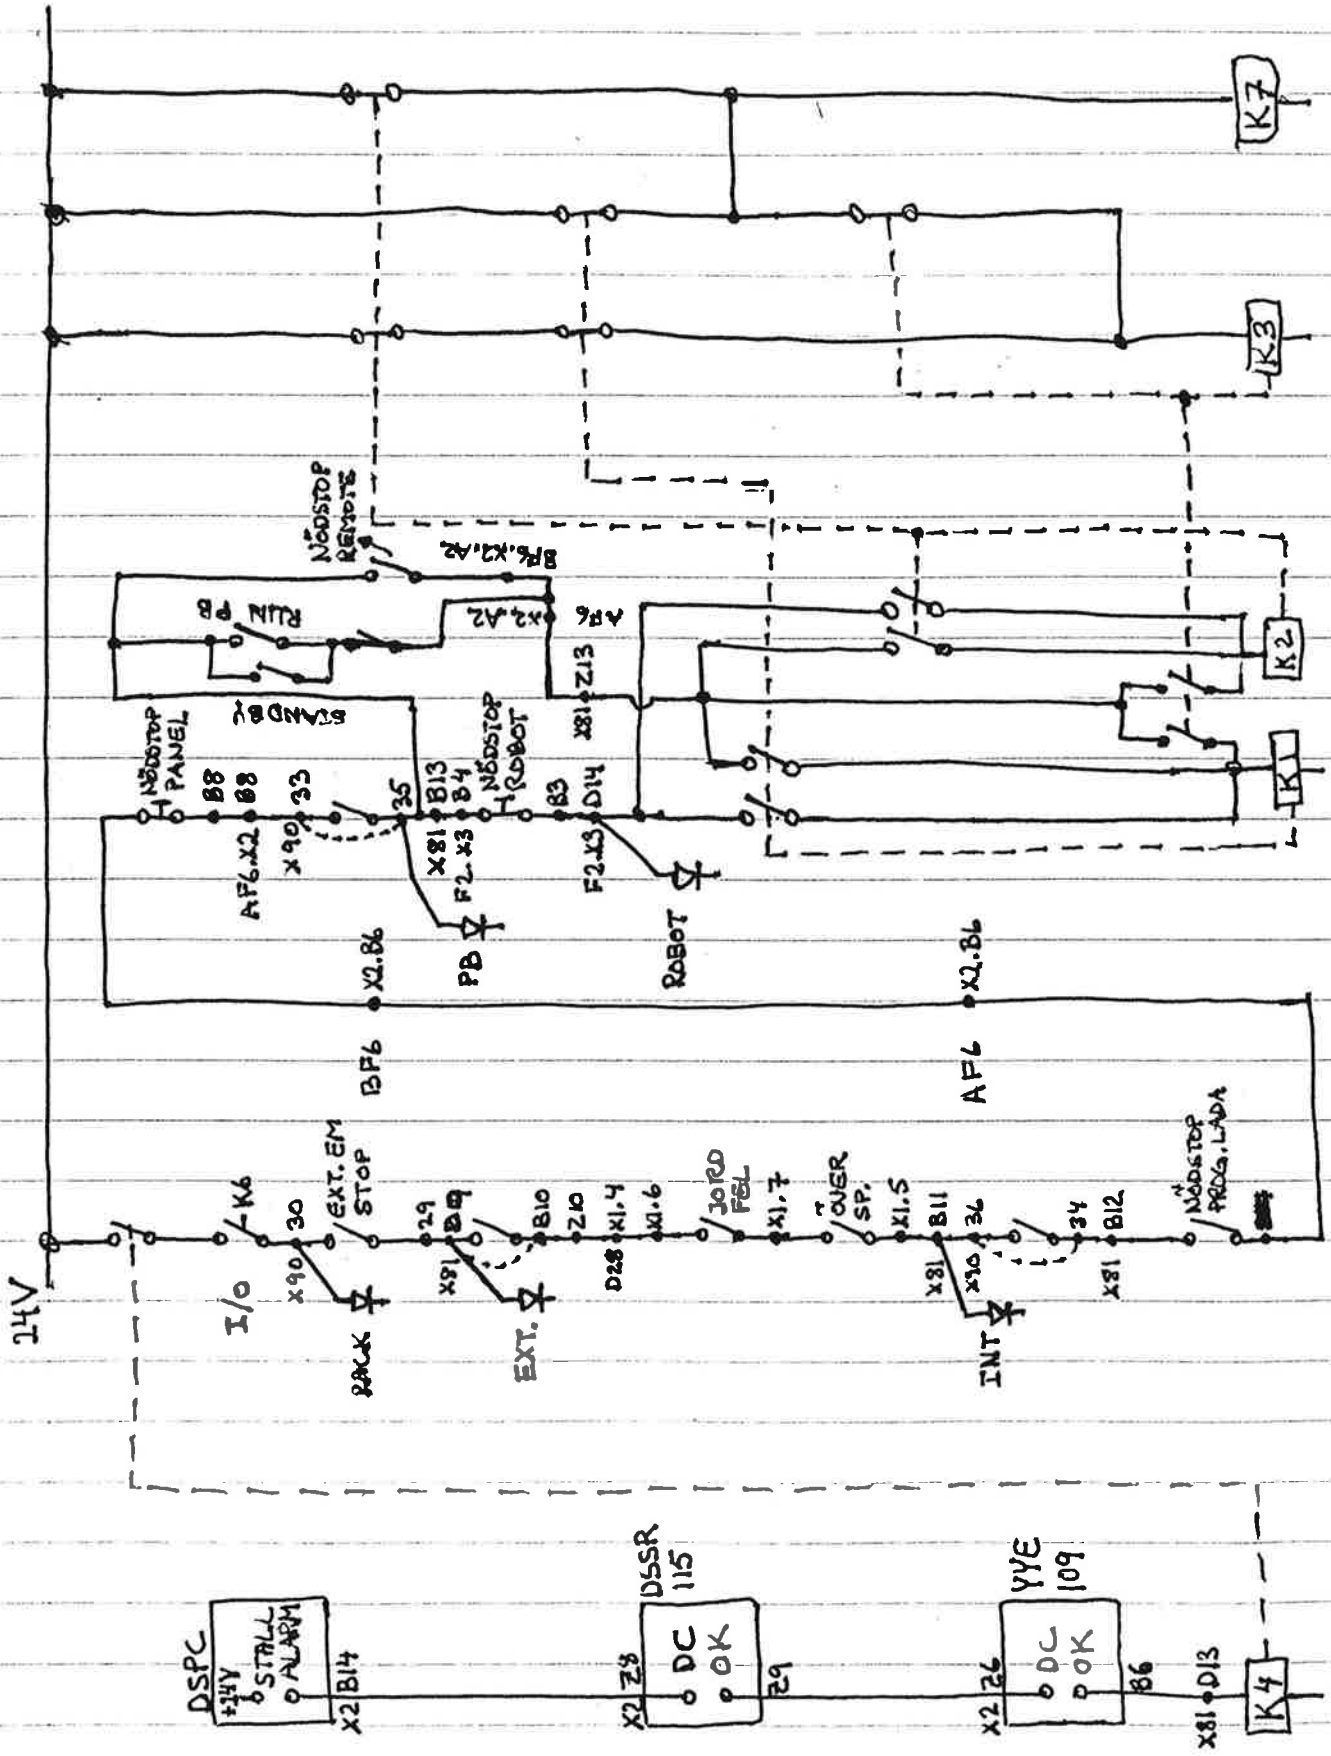 24V
DSPC
+24V
STALL
ALARM
X2 B14
DSSR
115
X2 Z8
DC
OK
Z9
YYE
109
X2 Z6
DC
OK
B6
X81 D13
K4
I/O
K6
X90 30
RACK
EXT. EM
STOP
29
X81 B19
EXT.
B10
Z10
D28 X1.4
X1.6
JORD
FEL
X1.7
ÖVER
SP.
X1.5
X81 B11
INT
X90 36
34
X81 B12
NÖDSTOP
PROG. LÅDA
BF6 X2.B6
AF6 X2.B6
NÖDSTOP
PANEL
B8
AF6.X2 B8
X90 33
35
PB
X81 B13
F2.X3 B4
NÖDSTOP
ROBOT
B3
F2.X3 D14
ROBOT
STANDBY
RUN PB
NÖDSTOP
REMOTE
BF6.X2.A2
X2.A2
AF6
X81 Z13
K1
K2
K3
K7